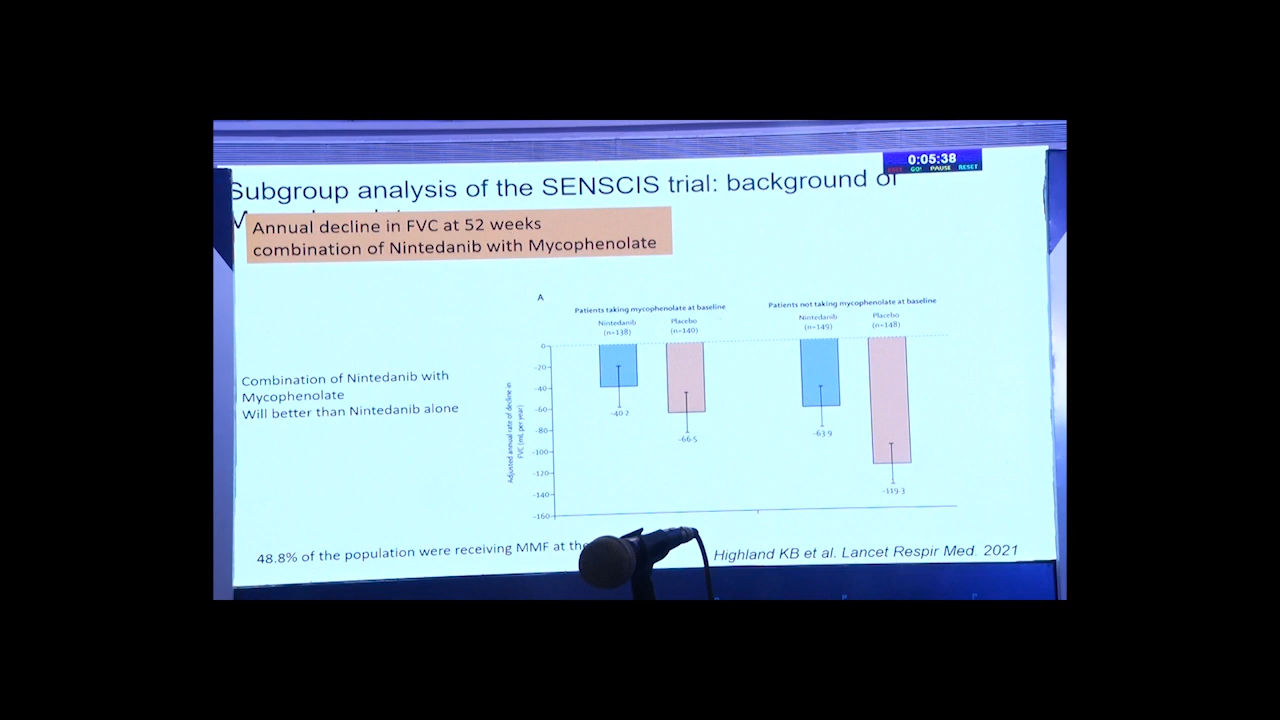 0:05:38
EXIT GO! PAUSE RESET
Subgroup analysis of the SENSCIS trial: background of
Annual decline in FVC at 52 weeks
combination of Nintedanib with Mycophenolate
A
Patients taking mycophenolate at baseline
Patients not taking mycophenolate at baseline
Nintedanib
(n=138)
Placebo
(n=140)
Nintedanib
(n=149)
Placebo
(n=148)
0
-20
-40
-60
-80
-100
-120
-140
-160
Adjusted annual rate of decline in
FVC (mL per year)
-40·2
-66·5
-63·9
-119·3
Combination of Nintedanib with
Mycophenolate
Will better than Nintedanib alone
48.8% of the population were receiving MMF at the
Highland KB et al. Lancet Respir Med. 2021